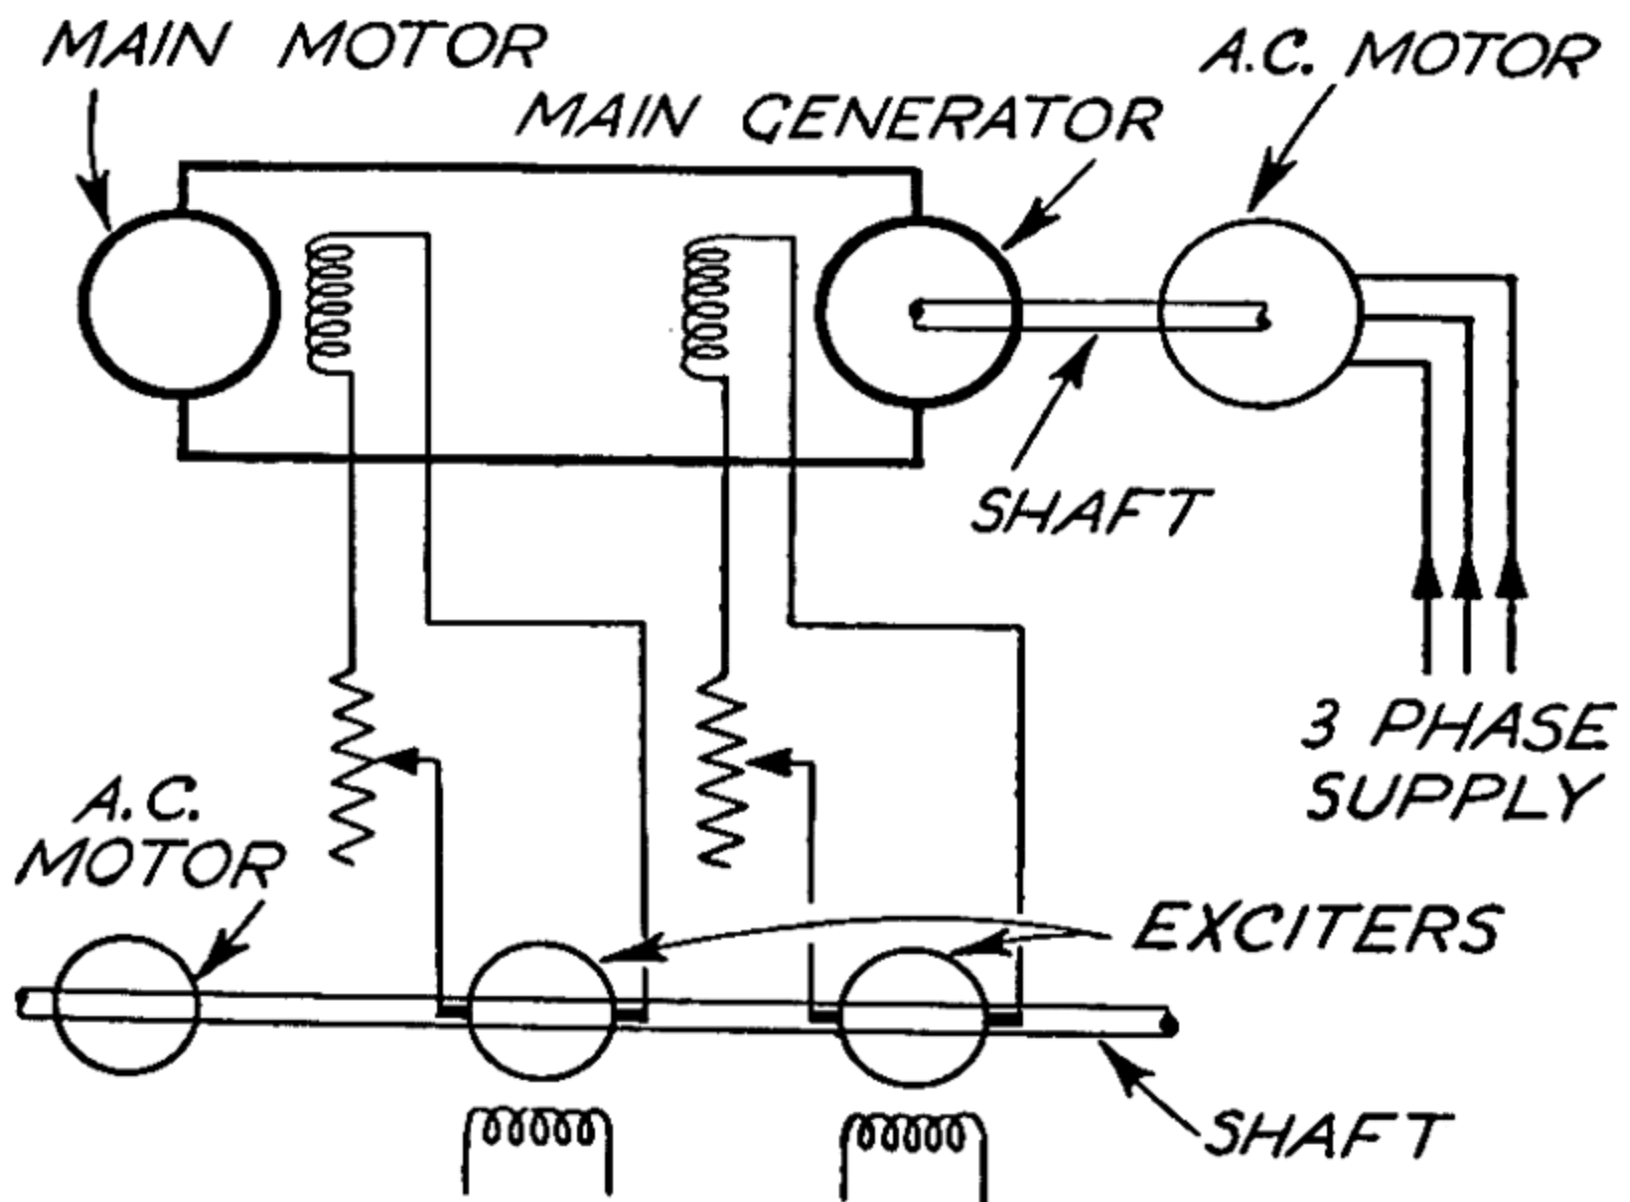 MAIN MOTOR
A.C. MOTOR
MAIN GENERATOR
SHAFT
3 PHASE
SUPPLY
A.C.
MOTOR
EXCITERS
SHAFT